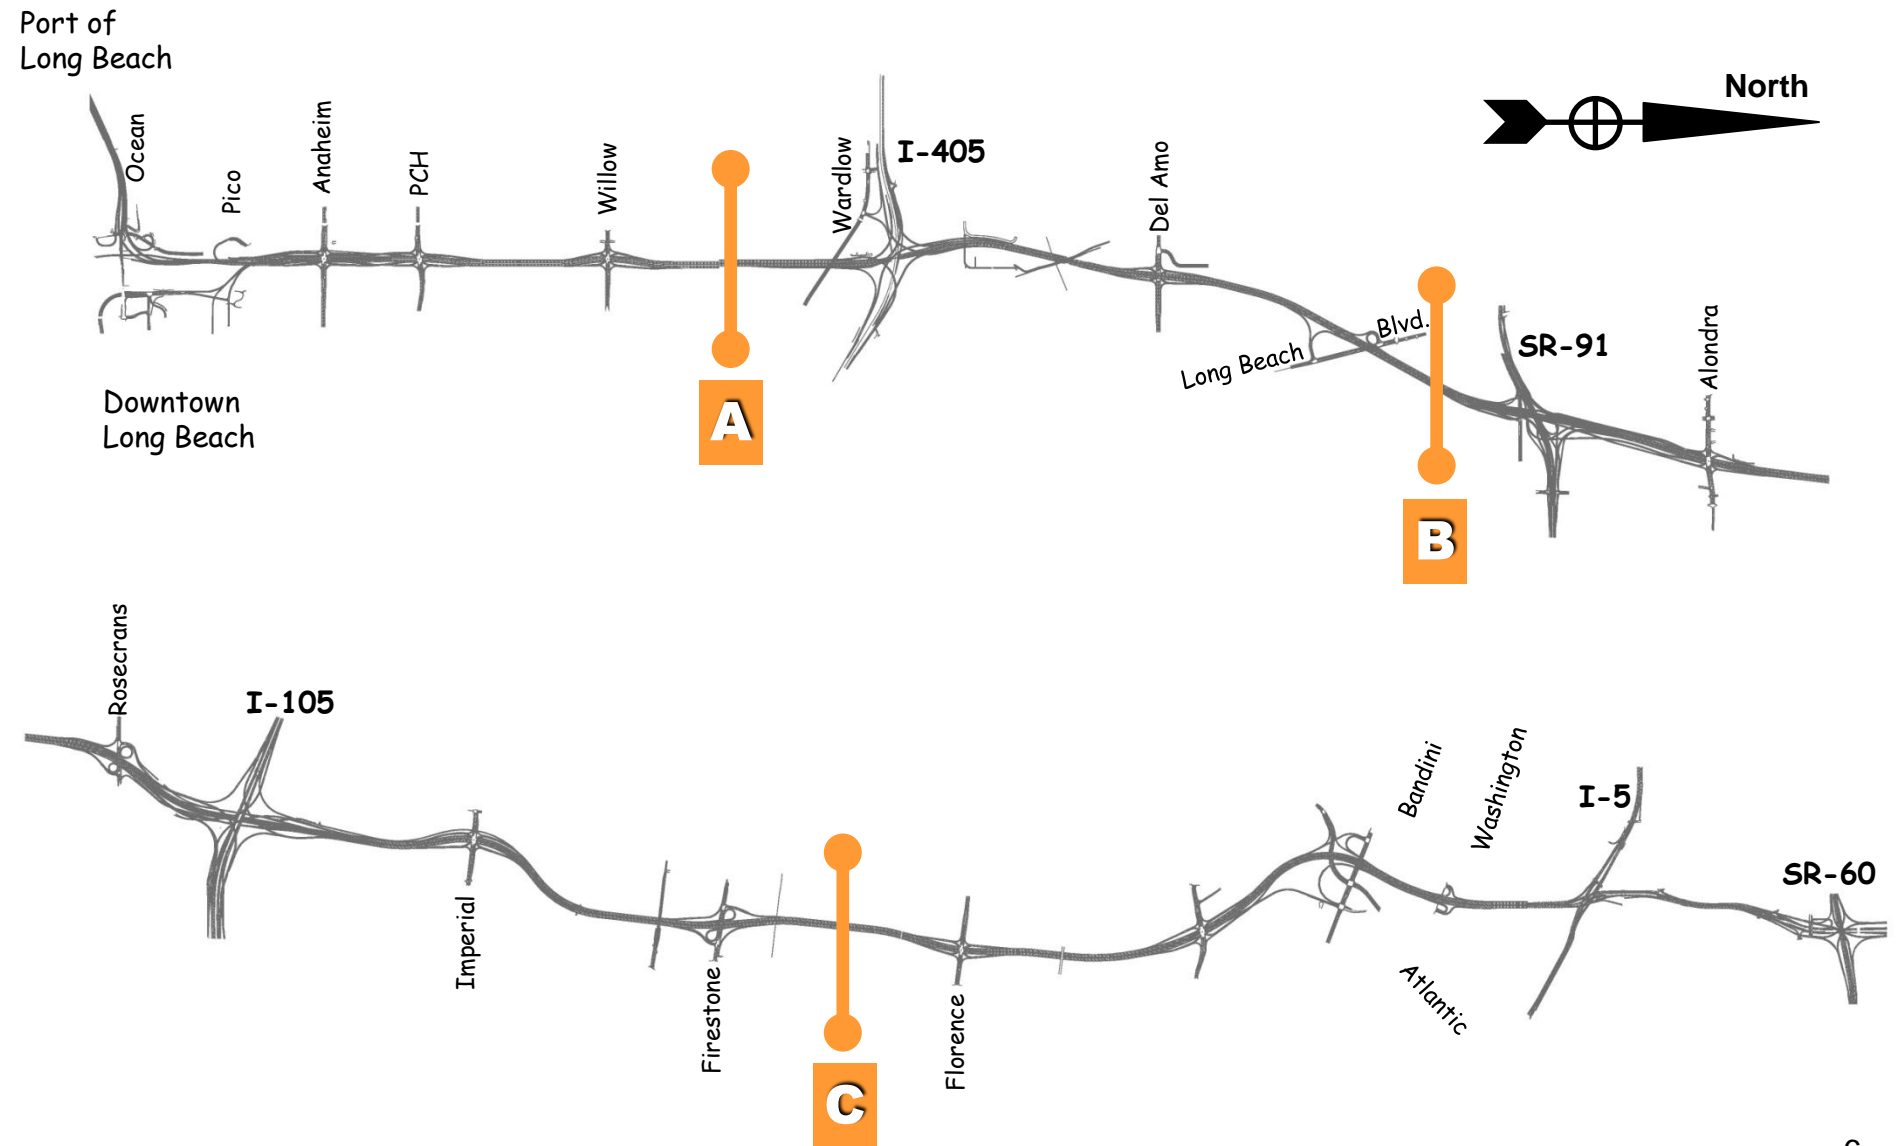 Port of
Long Beach
North
Ocean
Pico
Anaheim
PCH
Willow
Wardlow
I-405
Del Amo
Long Beach Blvd.
SR-91
Alondra
Downtown
Long Beach
A
B
Rosecrans
I-105
Imperial
Firestone
Florence
Bandini
Washington
Atlantic
I-5
SR-60
C